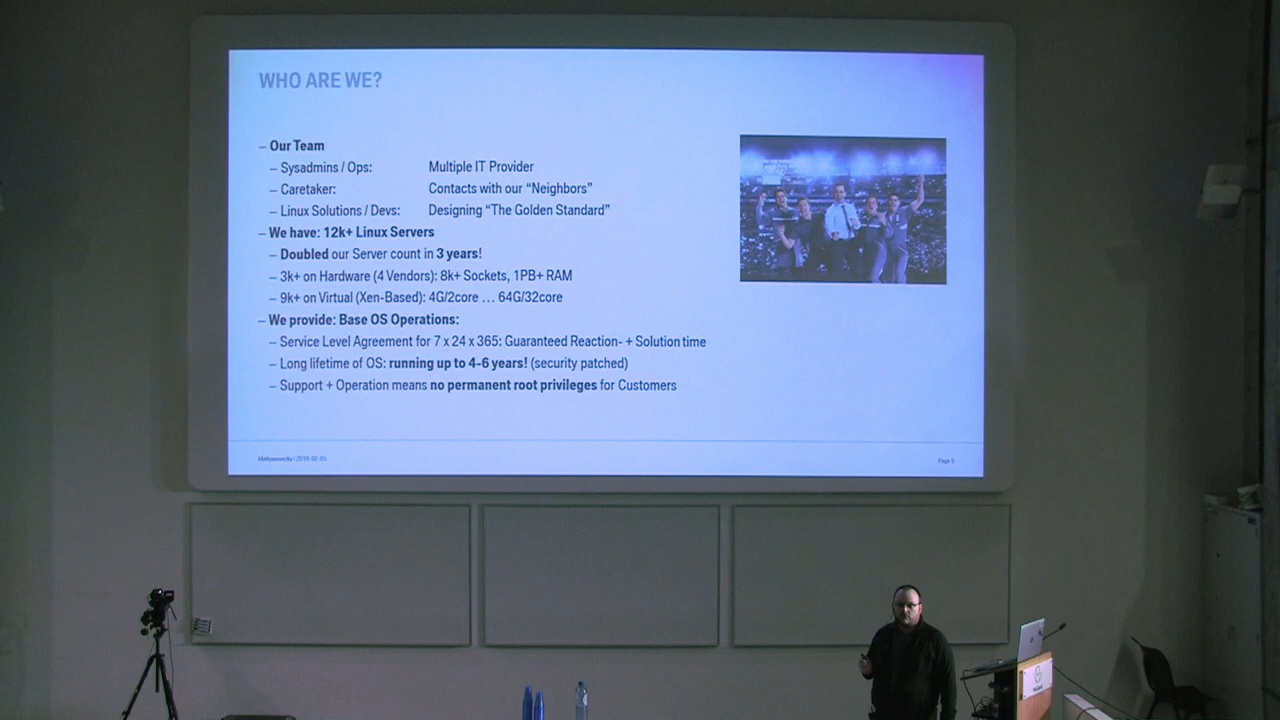 WHO ARE WE?
– Our Team
– Sysadmins / Ops: Multiple IT Provider
– Caretaker: Contacts with our “Neighbors”
– Linux Solutions / Devs: Designing “The Golden Standard”
– We have: 12k+ Linux Servers
– Doubled our Server count in 3 years!
– 3k+ on Hardware (4 Vendors): 8k+ Sockets, 1PB+ RAM
– 9k+ on Virtual (Xen-Based): 4G/2core … 64G/32core
– We provide: Base OS Operations:
– Service Level Agreement for 7 x 24 x 365: Guaranteed Reaction- + Solution time
– Long lifetime of OS: running up to 4-6 years! (security patched)
– Support + Operation means no permanent root privileges for Customers
Page 5